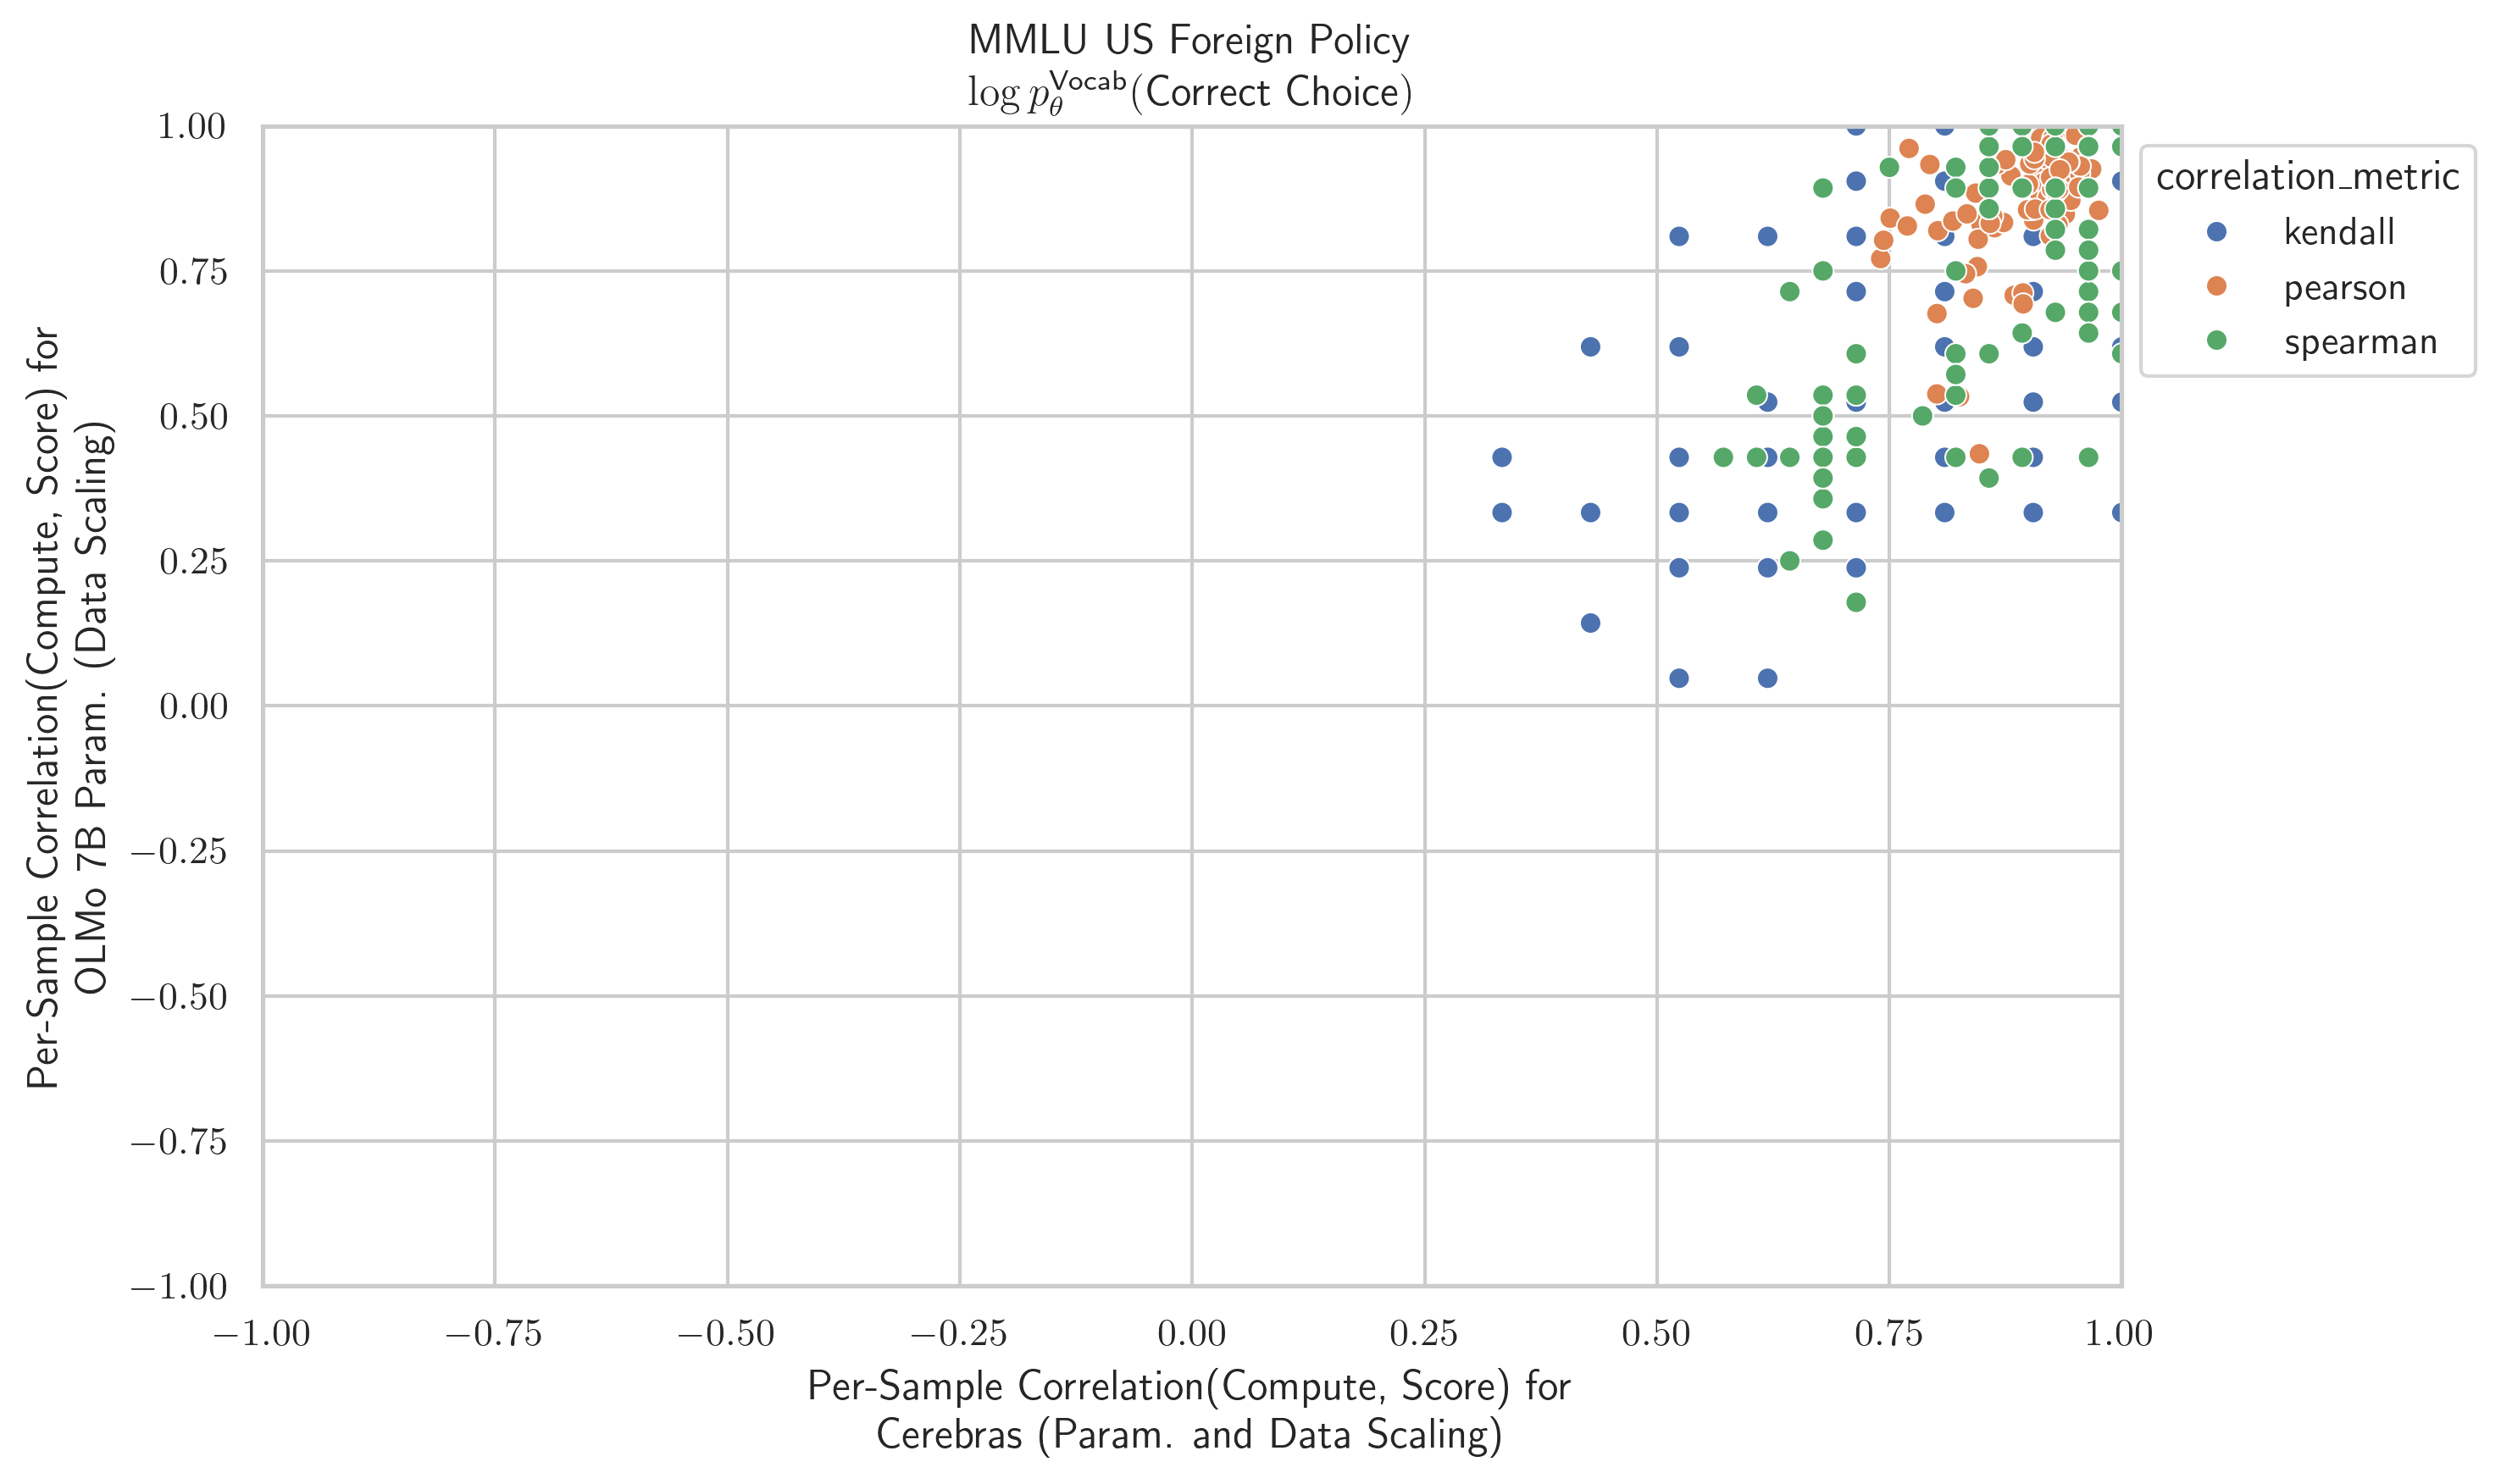 MMLU US Foreign Policy
log p_θ^Vocab(Correct Choice)
1.00
0.75
0.50
0.25
0.00
−0.25
−0.50
−0.75
−1.00
Per-Sample Correlation(Compute, Score) for
OLMo 7B Param. (Data Scaling)
−1.00
−0.75
−0.50
−0.25
0.00
0.25
0.50
0.75
1.00
Per-Sample Correlation(Compute, Score) for
Cerebras (Param. and Data Scaling)
correlation_metric
kendall
pearson
spearman